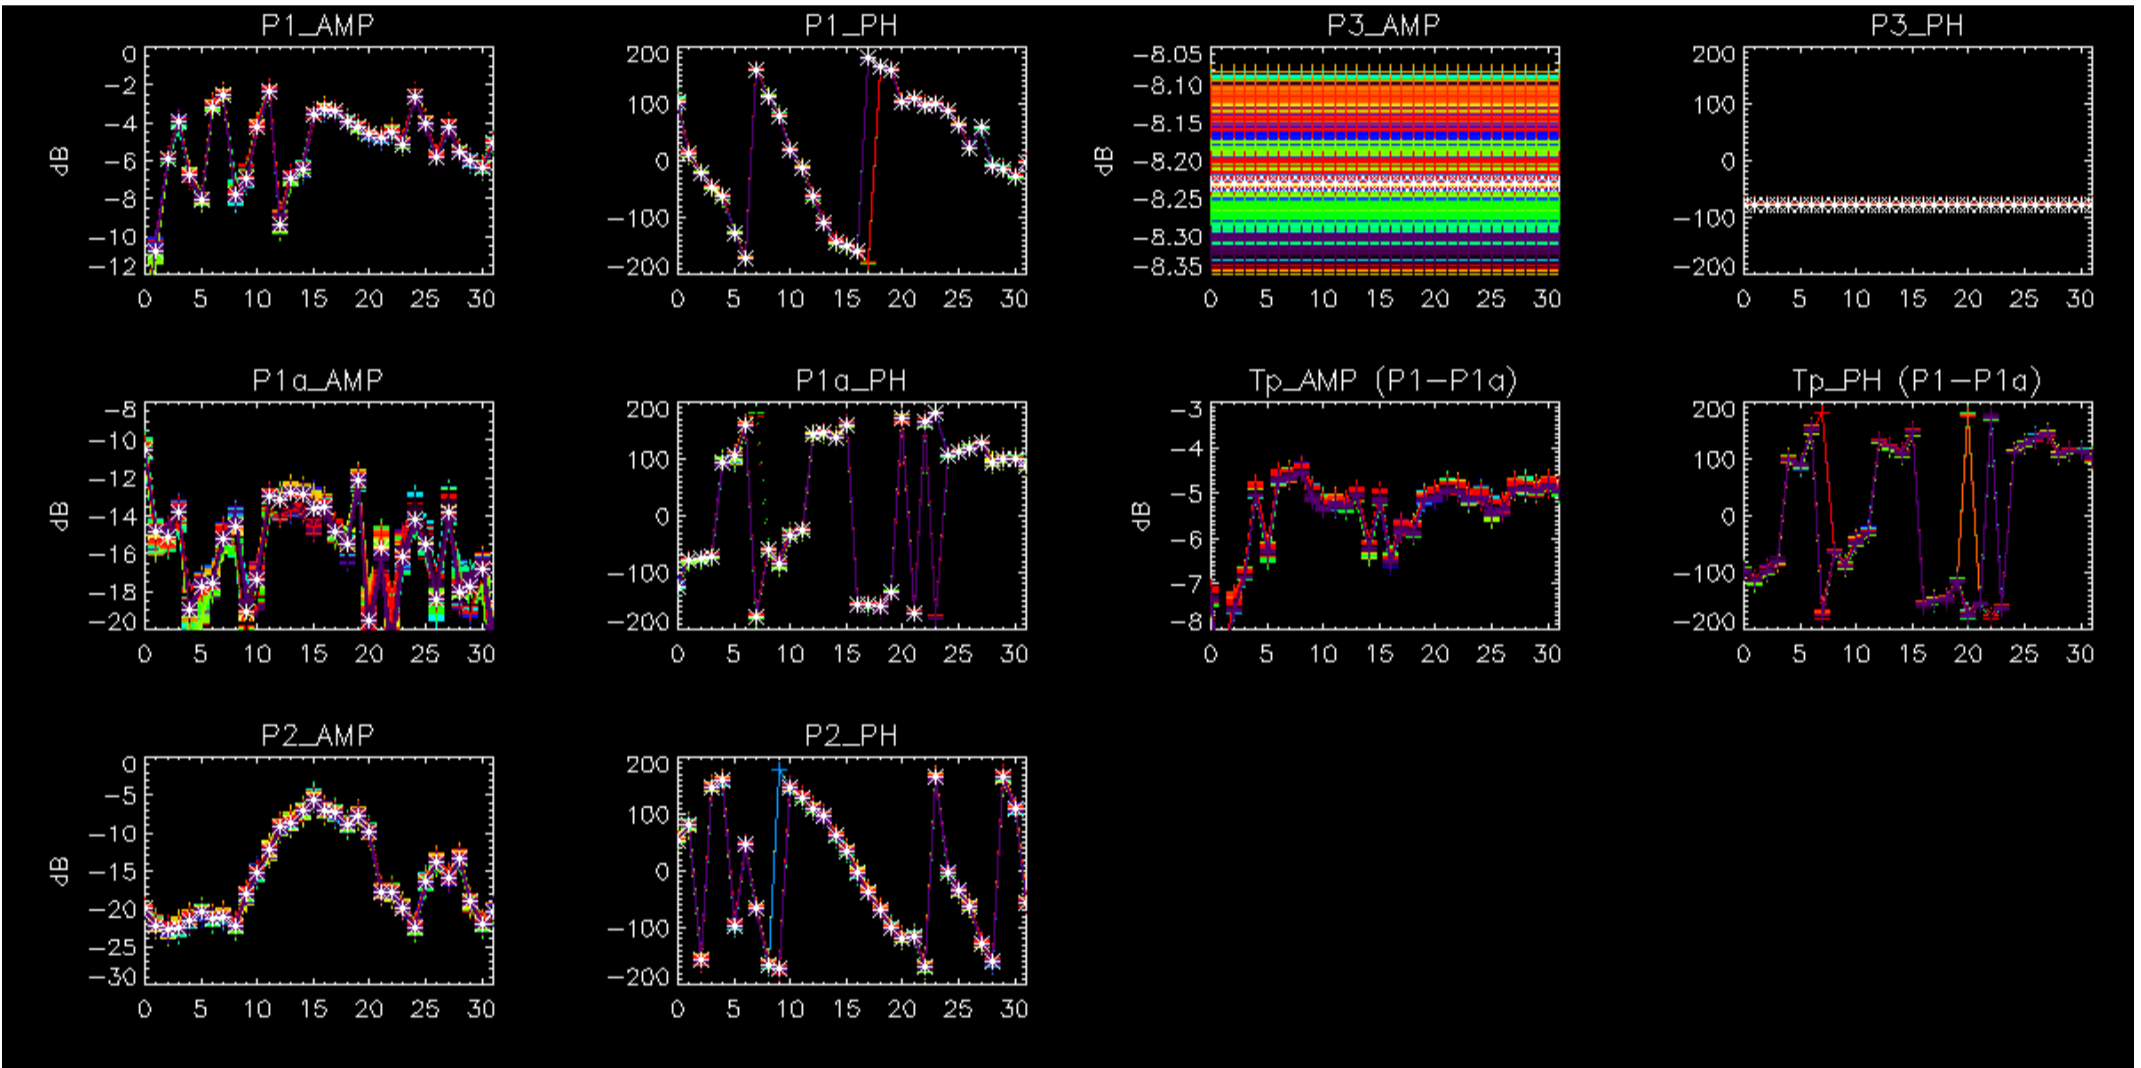 P1_AMP
0
−2
−4
−6
−8
−10
−12
dB
0 5 10 15 20 25 30
P1_PH
200
100
0
−100
−200
0 5 10 15 20 25 30
P3_AMP
−8.05
−8.10
−8.15
−8.20
−8.25
−8.30
−8.35
dB
0 5 10 15 20 25 30
P3_PH
200
100
0
−100
−200
0 5 10 15 20 25 30
P1a_AMP
−8
−10
−12
−14
−16
−18
−20
dB
0 5 10 15 20 25 30
P1a_PH
200
100
0
−100
−200
0 5 10 15 20 25 30
Tp_AMP (P1−P1a)
−3
−4
−5
−6
−7
−8
dB
0 5 10 15 20 25 30
Tp_PH (P1−P1a)
200
100
0
−100
−200
0 5 10 15 20 25 30
P2_AMP
0
−5
−10
−15
−20
−25
−30
dB
0 5 10 15 20 25 30
P2_PH
200
100
0
−100
−200
0 5 10 15 20 25 30